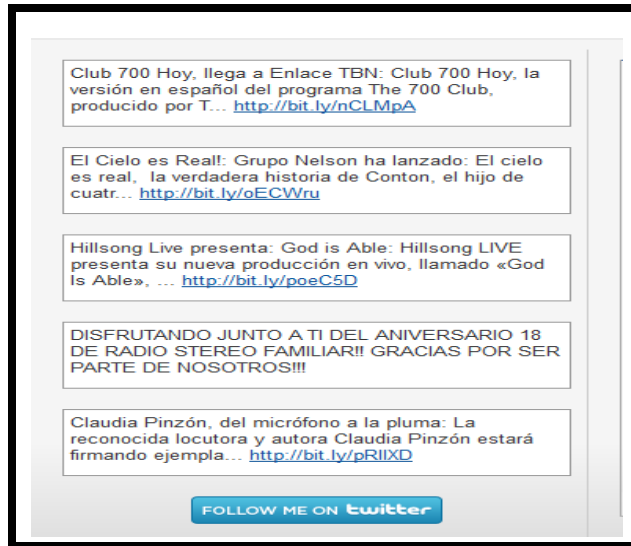 Club 700 Hoy, llega a Enlace TBN: Club 700 Hoy, la
versión en español del programa The 700 Club,
producido por T... http://bit.ly/nCLMpA
El Cielo es Real!: Grupo Nelson ha lanzado: El cielo
es real, la verdadera historia de Conton, el hijo de
cuatr... http://bit.ly/oECWru
Hillsong Live presenta: God is Able: Hillsong LIVE
presenta su nueva producción en vivo, llamado «God
Is Able», ... http://bit.ly/poeC5D
DISFRUTANDO JUNTO A TI DEL ANIVERSARIO 18
DE RADIO STEREO FAMILIAR!! GRACIAS POR SER
PARTE DE NOSOTROS!!!
Claudia Pinzón, del micrófono a la pluma: La
reconocida locutora y autora Claudia Pinzón estará
firmando ejempla... http://bit.ly/pRIIXD
FOLLOW ME ON twitter